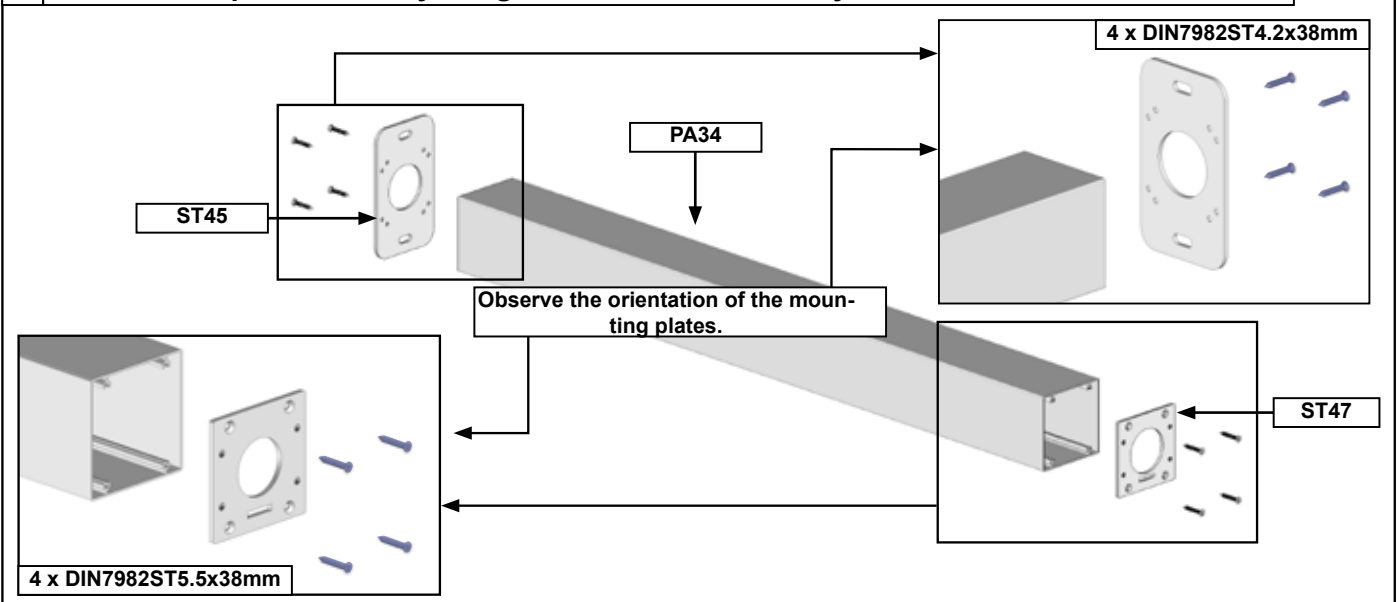 4 x DIN7982ST4.2x38mm
PA34
ST45
Observe the orientation of the moun-
ting plates.
ST47
4 x DIN7982ST5.5x38mm